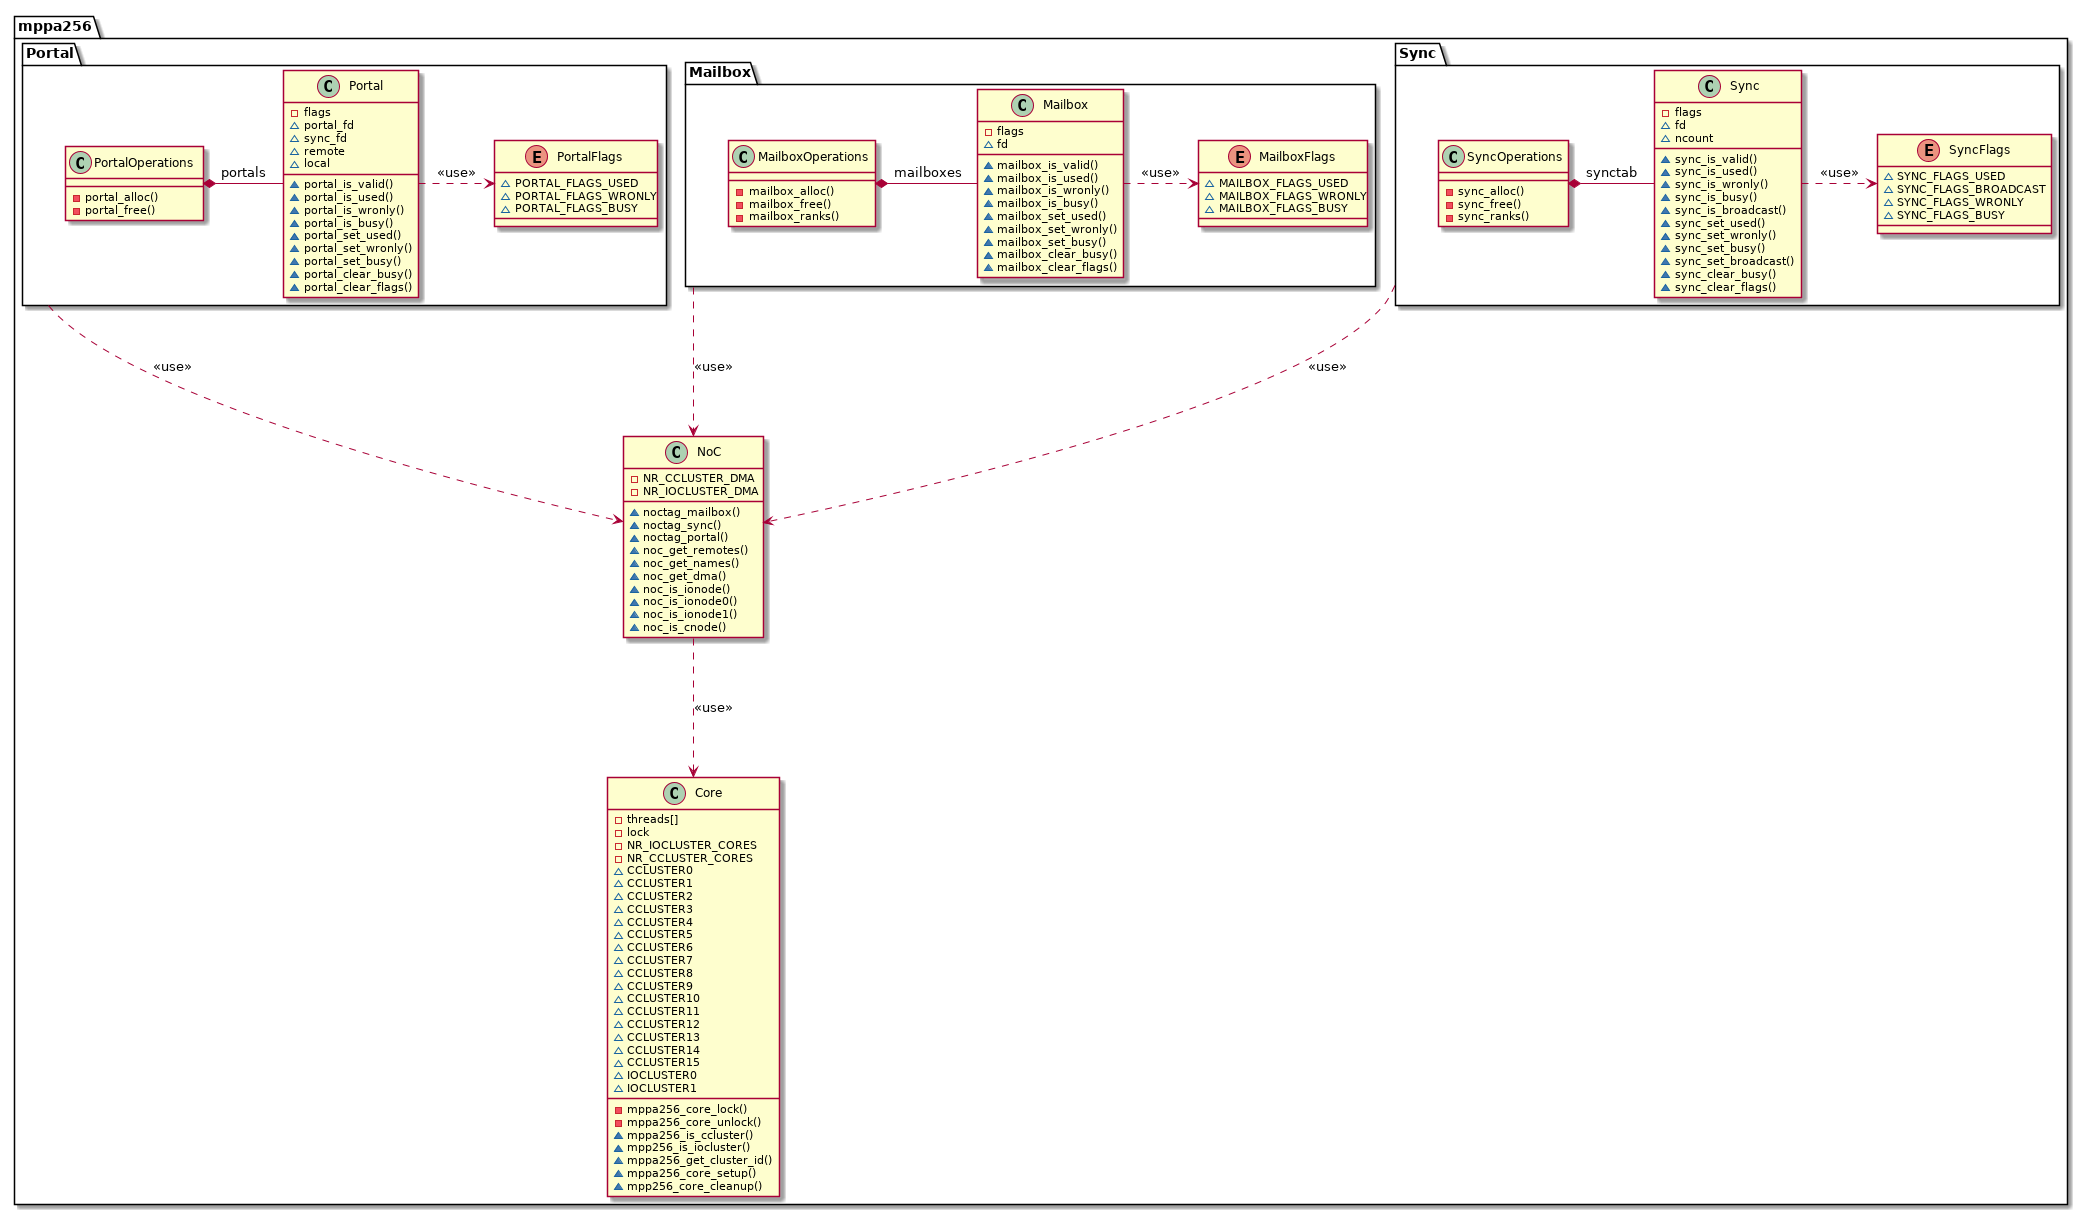 mppa256
Portal
C PortalOperations
portal_alloc()
portal_free()
portals
C Portal
flags
portal_fd
sync_fd
remote
local
portal_is_valid()
portal_is_used()
portal_is_wronly()
portal_is_busy()
portal_set_used()
portal_set_wronly()
portal_set_busy()
portal_clear_busy()
portal_clear_flags()
«use»
E PortalFlags
PORTAL_FLAGS_USED
PORTAL_FLAGS_WRONLY
PORTAL_FLAGS_BUSY
Mailbox
C MailboxOperations
mailbox_alloc()
mailbox_free()
mailbox_ranks()
mailboxes
C Mailbox
flags
fd
mailbox_is_valid()
mailbox_is_used()
mailbox_is_wronly()
mailbox_is_busy()
mailbox_set_used()
mailbox_set_wronly()
mailbox_set_busy()
mailbox_clear_busy()
mailbox_clear_flags()
«use»
E MailboxFlags
MAILBOX_FLAGS_USED
MAILBOX_FLAGS_WRONLY
MAILBOX_FLAGS_BUSY
Sync
C SyncOperations
sync_alloc()
sync_free()
sync_ranks()
synctab
C Sync
flags
fd
ncount
sync_is_valid()
sync_is_used()
sync_is_wronly()
sync_is_busy()
sync_is_broadcast()
sync_set_used()
sync_set_wronly()
sync_set_busy()
sync_set_broadcast()
sync_clear_busy()
sync_clear_flags()
«use»
E SyncFlags
SYNC_FLAGS_USED
SYNC_FLAGS_BROADCAST
SYNC_FLAGS_WRONLY
SYNC_FLAGS_BUSY
«use»
«use»
«use»
C NoC
NR_CCLUSTER_DMA
NR_IOCLUSTER_DMA
noctag_mailbox()
noctag_sync()
noctag_portal()
noc_get_remotes()
noc_get_names()
noc_get_dma()
noc_is_ionode()
noc_is_ionode0()
noc_is_ionode1()
noc_is_cnode()
«use»
C Core
threads[]
lock
NR_IOCLUSTER_CORES
NR_CCLUSTER_CORES
CCLUSTER0
CCLUSTER1
CCLUSTER2
CCLUSTER3
CCLUSTER4
CCLUSTER5
CCLUSTER6
CCLUSTER7
CCLUSTER8
CCLUSTER9
CCLUSTER10
CCLUSTER11
CCLUSTER12
CCLUSTER13
CCLUSTER14
CCLUSTER15
IOCLUSTER0
IOCLUSTER1
mppa256_core_lock()
mppa256_core_unlock()
mppa256_is_ccluster()
mpp256_is_iocluster()
mppa256_get_cluster_id()
mppa256_core_setup()
mpp256_core_cleanup()